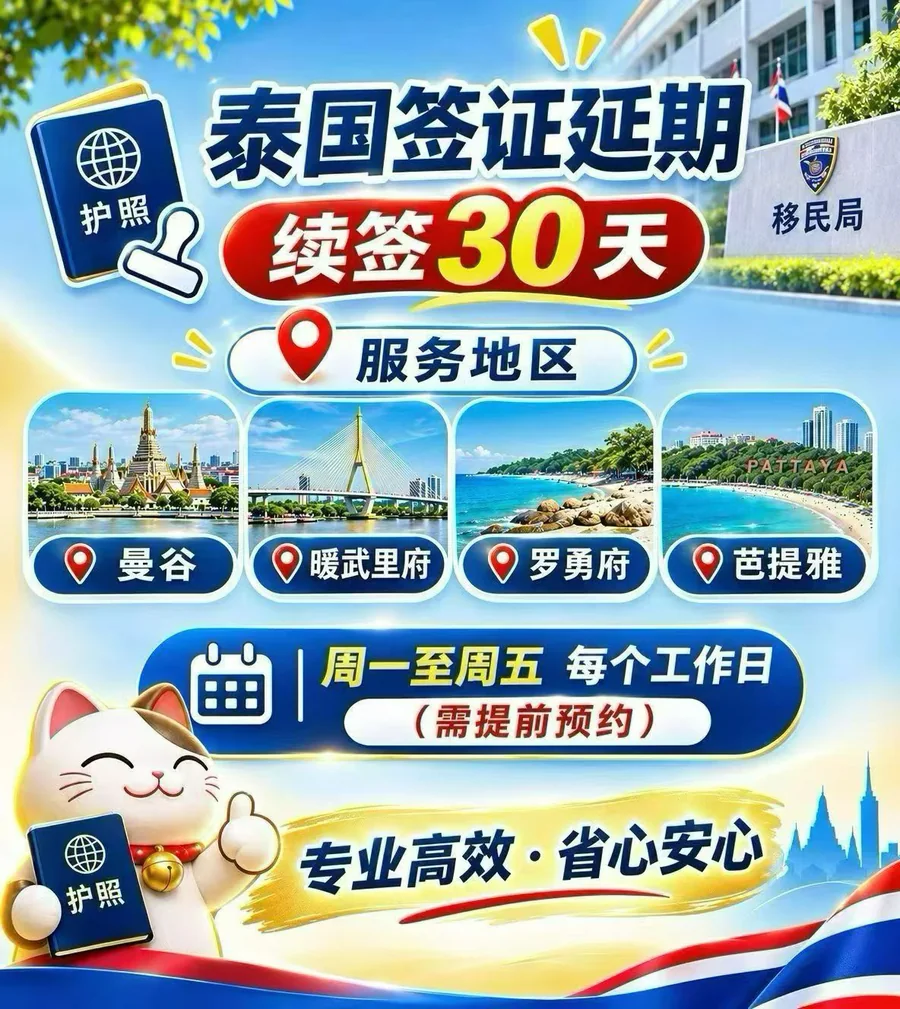 泰国签证延期
护照
移民局
续签30天
服务地区
PATTAYA
曼谷
暖武里府
罗勇府
芭提雅
周一至周五 每个工作日
(需提前预约)
专业高效·省心安心
护照